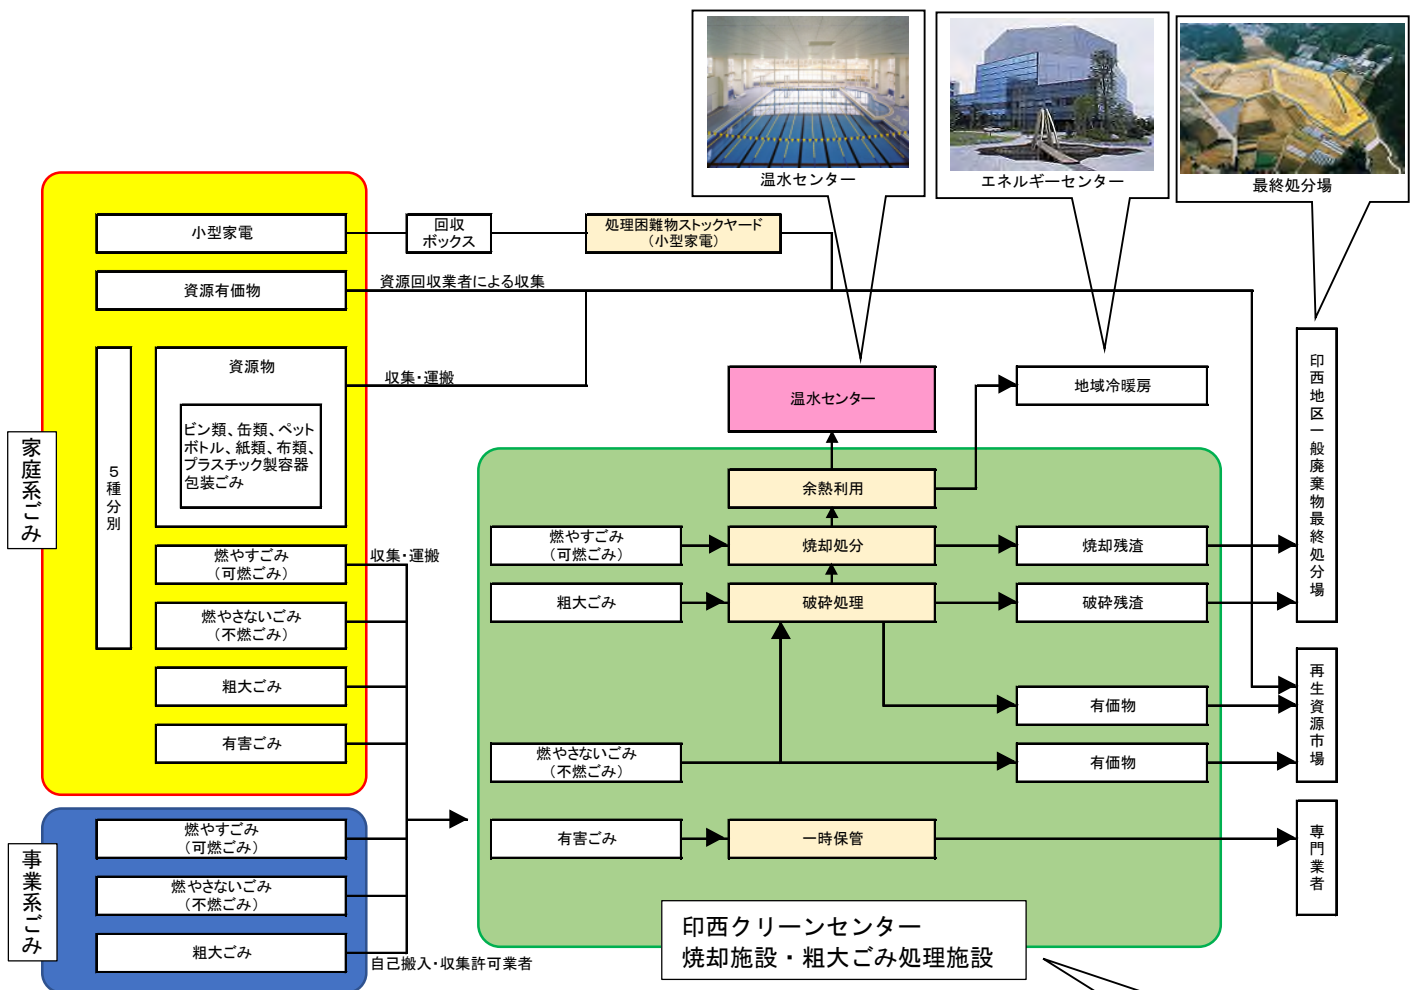 温水センター
エネルギーセンター
最終処分場
家庭系ごみ
小型家電
回収
ボックス
処理困難物ストックヤード
（小型家電）
資源有価物
資源回収業者による収集
5種分別
資源物
収集・運搬
ビン類、缶類、ペット
ボトル、紙類、布類、
プラスチック製容器
包装ごみ
燃やすごみ
（可燃ごみ）
収集・運搬
燃やさないごみ
（不燃ごみ）
粗大ごみ
有害ごみ
事業系ごみ
燃やすごみ
（可燃ごみ）
燃やさないごみ
（不燃ごみ）
粗大ごみ
自己搬入・収集許可業者
温水センター
地域冷暖房
余熱利用
燃やすごみ
（可燃ごみ）
焼却処分
焼却残渣
粗大ごみ
破砕処理
破砕残渣
有価物
燃やさないごみ
（不燃ごみ）
有価物
有害ごみ
一時保管
印西クリーンセンター
焼却施設・粗大ごみ処理施設
印西地区一般廃棄物最終処分場
再生資源市場
専門業者